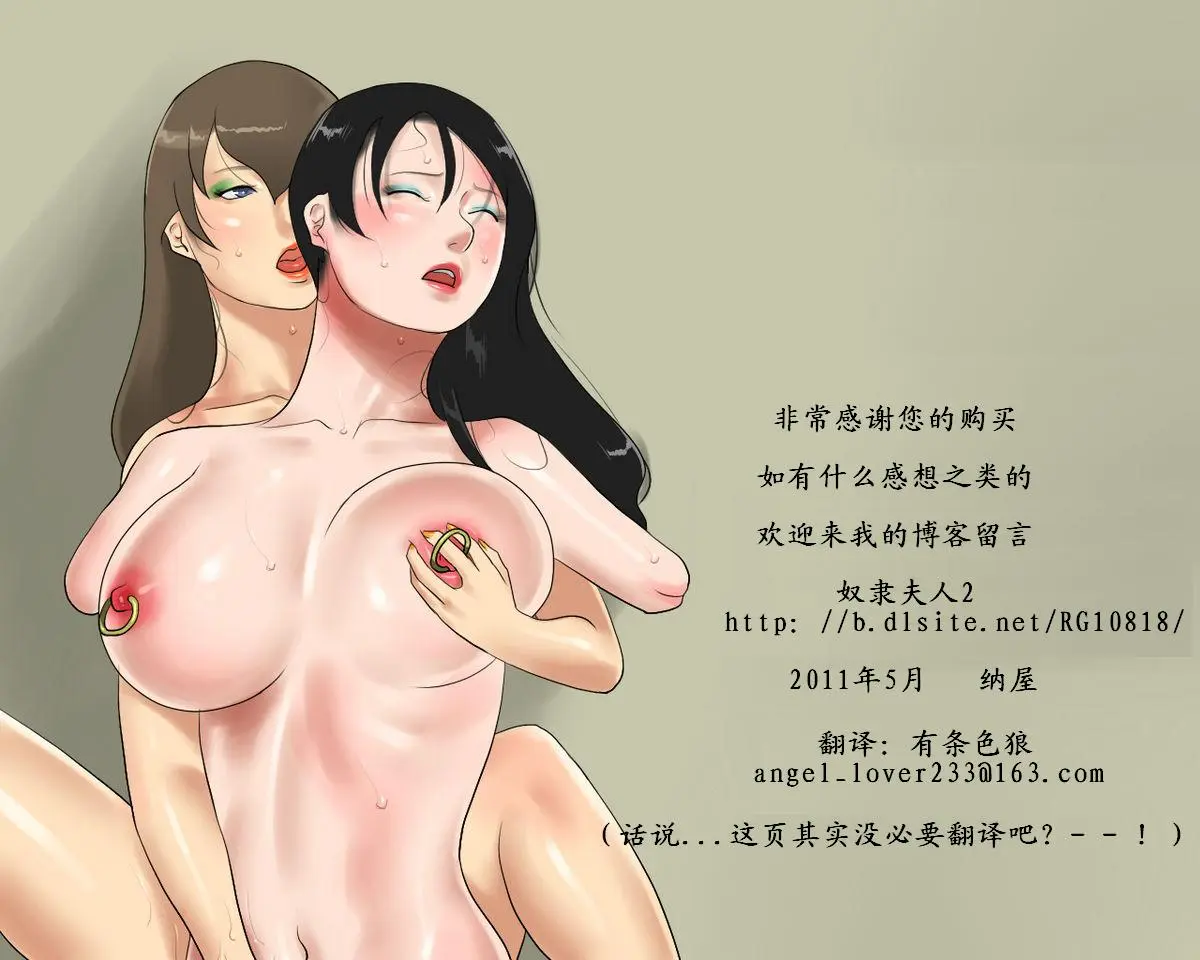 非常感谢您的购买
如有什么感想之类的
欢迎来我的博客留言
奴隶夫人2
http: //b.dlsite.net/RG10818/
2011年5月 纳屋
翻译: 有条色狼
angel_lover233@163.com
(话说...这页其实没必要翻译吧?--!)